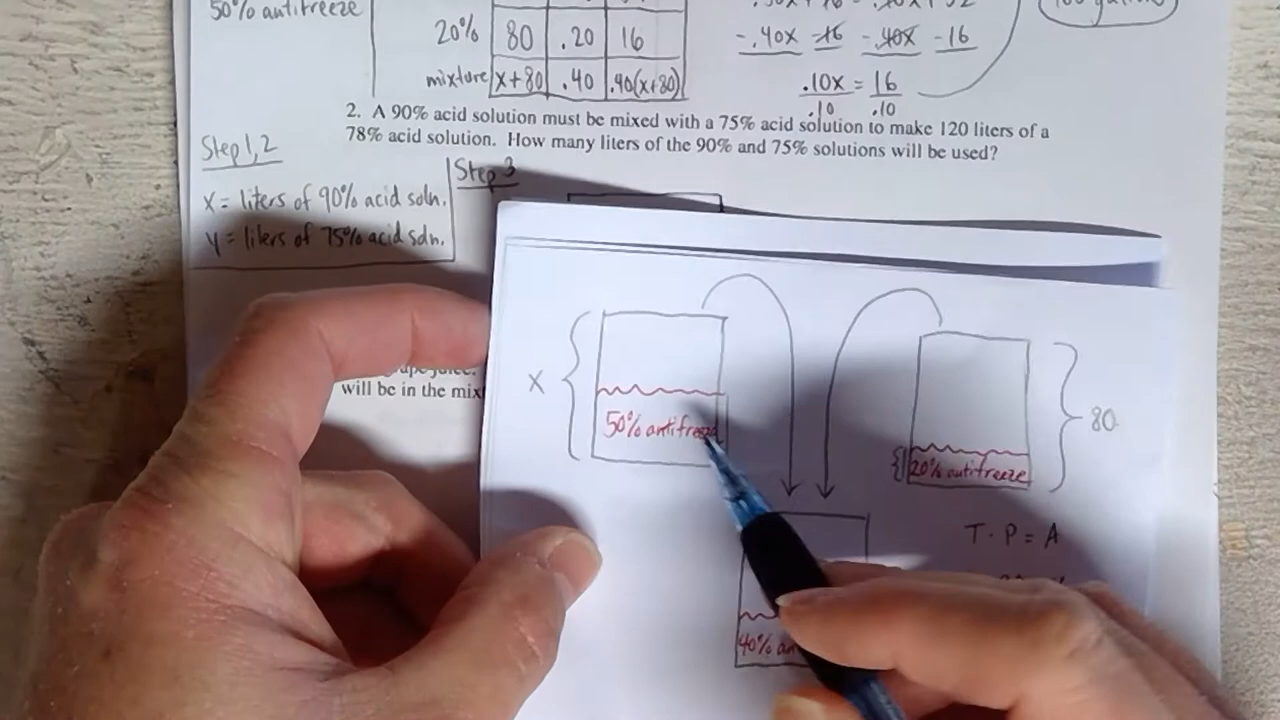 50% antifreeze
20% 80 .20 16
mixture x+80 .40 .40(x+80)
-.40x -16 -.40x -16
.10x = 16
.10 .10
2. A 90% acid solution must be mixed with a 75% acid solution to make 120 liters of a
78% acid solution. How many liters of the 90% and 75% solutions will be used?
Step 1,2
x = liters of 90% acid soln.
y = liters of 75% acid soln.
Step 3
will be in the
x
50% antifreeze
20% antifreeze
80
T · P = A
40%